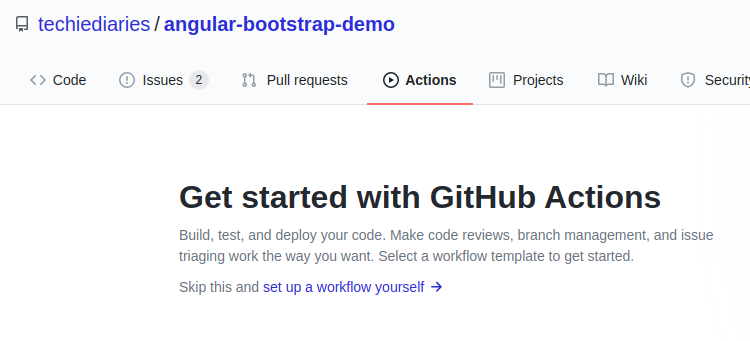 techiediaries / angular-bootstrap-demo
Code Issues 2 Pull requests Actions Projects Wiki Security
Get started with GitHub Actions
Build, test, and deploy your code. Make code reviews, branch management, and issue
triaging work the way you want. Select a workflow template to get started.
Skip this and set up a workflow yourself →